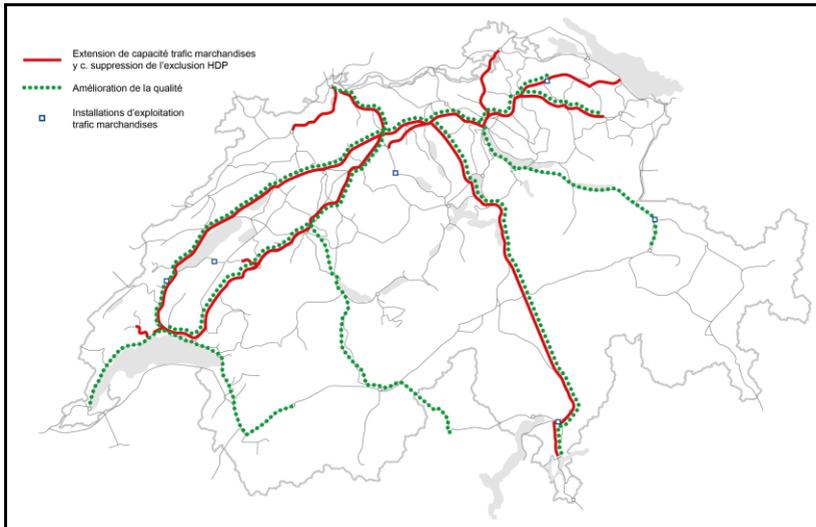 Extension de capacité trafic marchandises
y c. suppression de l'exclusion HDP
Amélioration de la qualité
Installations d'exploitation
trafic marchandises